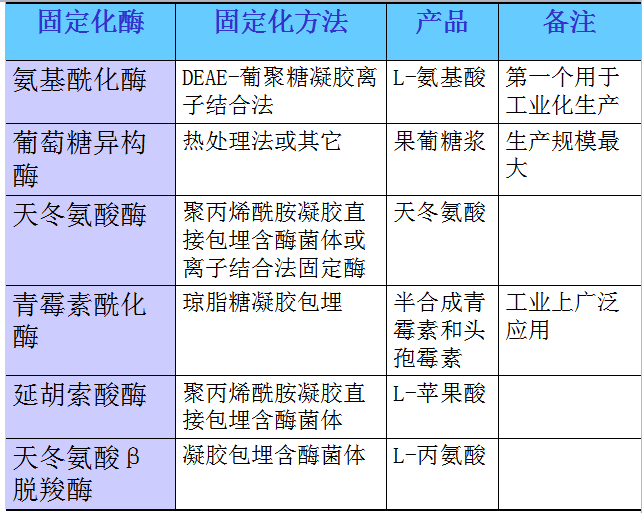 固定化酶 固定化方法 产品 备注
氨基酰化酶 DEAE-葡聚糖凝胶离 L-氨基酸 第一个用于
子结合法 工业化生产
葡萄糖异构 热处理法或其它 果葡糖浆 生产规模最
酶 大
天冬氨酸酶 聚丙烯酰胺凝胶直 天冬氨酸
接包埋含酶菌体或
离子结合法固定酶
青霉素酰化 琼脂糖凝胶包埋 半合成青 工业上广泛
酶 霉素和头 应用
孢霉素
延胡索酸酶 聚丙烯酰胺凝胶直 L-苹果酸
接包埋含酶菌体
天冬氨酸β 凝胶包埋含酶菌体 L-丙氨酸
脱羧酶